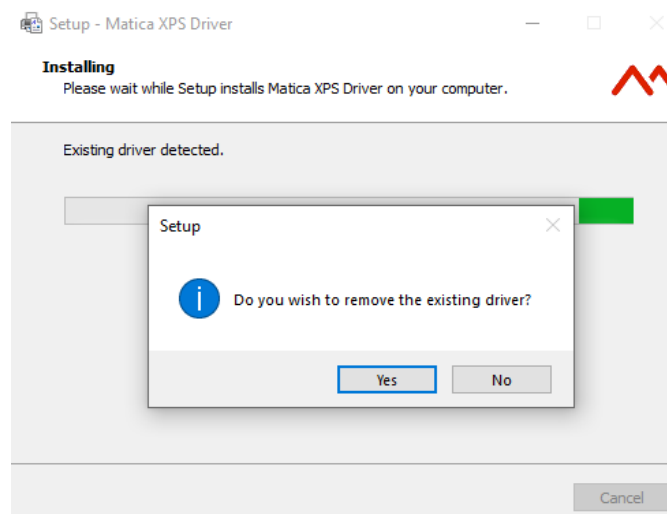 Setup - Matica XPS Driver
Installing
Please wait while Setup installs Matica XPS Driver on your computer.
Existing driver detected.
Setup
Do you wish to remove the existing driver?
Yes
No
Cancel